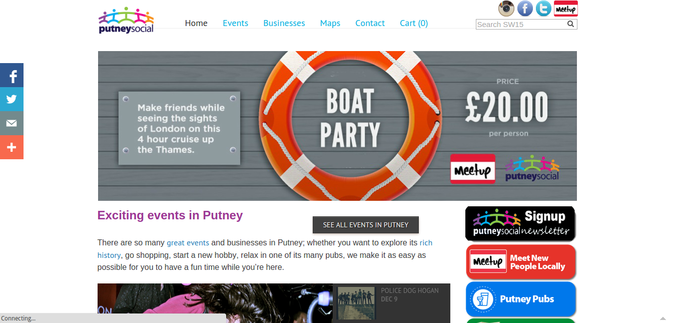 putneysocial
Home Events Businesses Maps Contact Cart (0)
Meetup
Search SW15
Make friends while
seeing the sights
of London on this
4 hour cruise up
the Thames.
BOAT
PARTY
PRICE
£20.00
per person
Meetup
putneysocial
Exciting events in Putney
SEE ALL EVENTS IN PUTNEY
There are so many great events and businesses in Putney; whether you want to explore its rich
history, go shopping, start a new hobby, relax in one of its many pubs, we make it as easy as
possible for you to have a fun time while you're here.
Signup
putneysocialnewsletter
Meetup
Meet New
People Locally
Putney Pubs
ON
POLICE DOG HOGAN
DEC 9
Connecting...